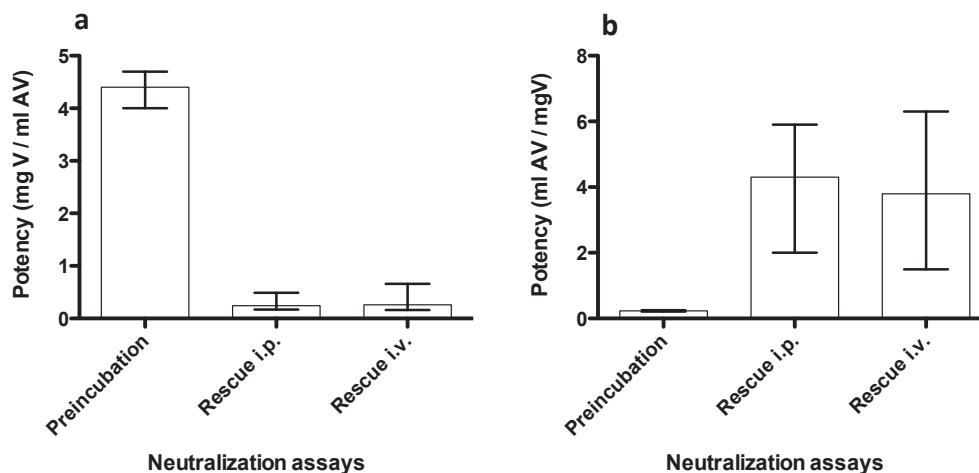 a
Potency (mg V / ml AV)
5
4
3
2
1
0
Preincubation
Rescue i.p.
Rescue i.v.
Neutralization assays
b
Potency (ml AV / mgV)
8
6
4
2
0
Preincubation
Rescue i.p.
Rescue i.v.
Neutralization assays